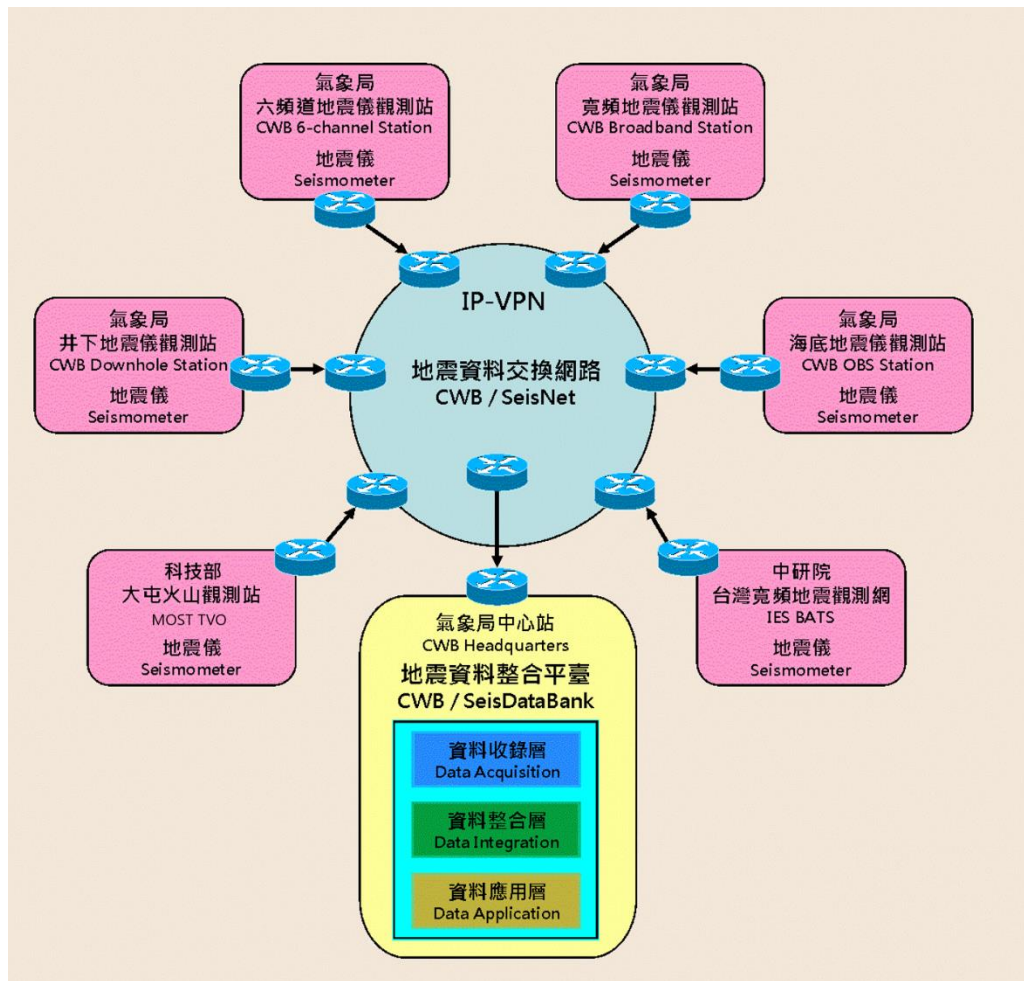 氣象局
六頻道地震儀觀測站
CWB 6-channel Station
地震儀
Seismometer
氣象局
寬頻地震儀觀測站
CWB Broadband Station
地震儀
Seismometer
IP-VPN
地震資料交換網路
CWB / SeisNet
氣象局
井下地震儀觀測站
CWB Downhole Station
地震儀
Seismometer
氣象局
海底地震儀觀測站
CWB OBS Station
地震儀
Seismometer
科技部
大屯火山觀測站
MOST TVO
地震儀
Seismometer
中研院
台灣寬頻地震觀測網
IES BATS
地震儀
Seismometer
氣象局中心站
CWB Headquarters
地震資料整合平臺
CWB / SeisDataBank
資料收錄層
Data Acquisition
資料整合層
Data Integration
資料應用層
Data Application